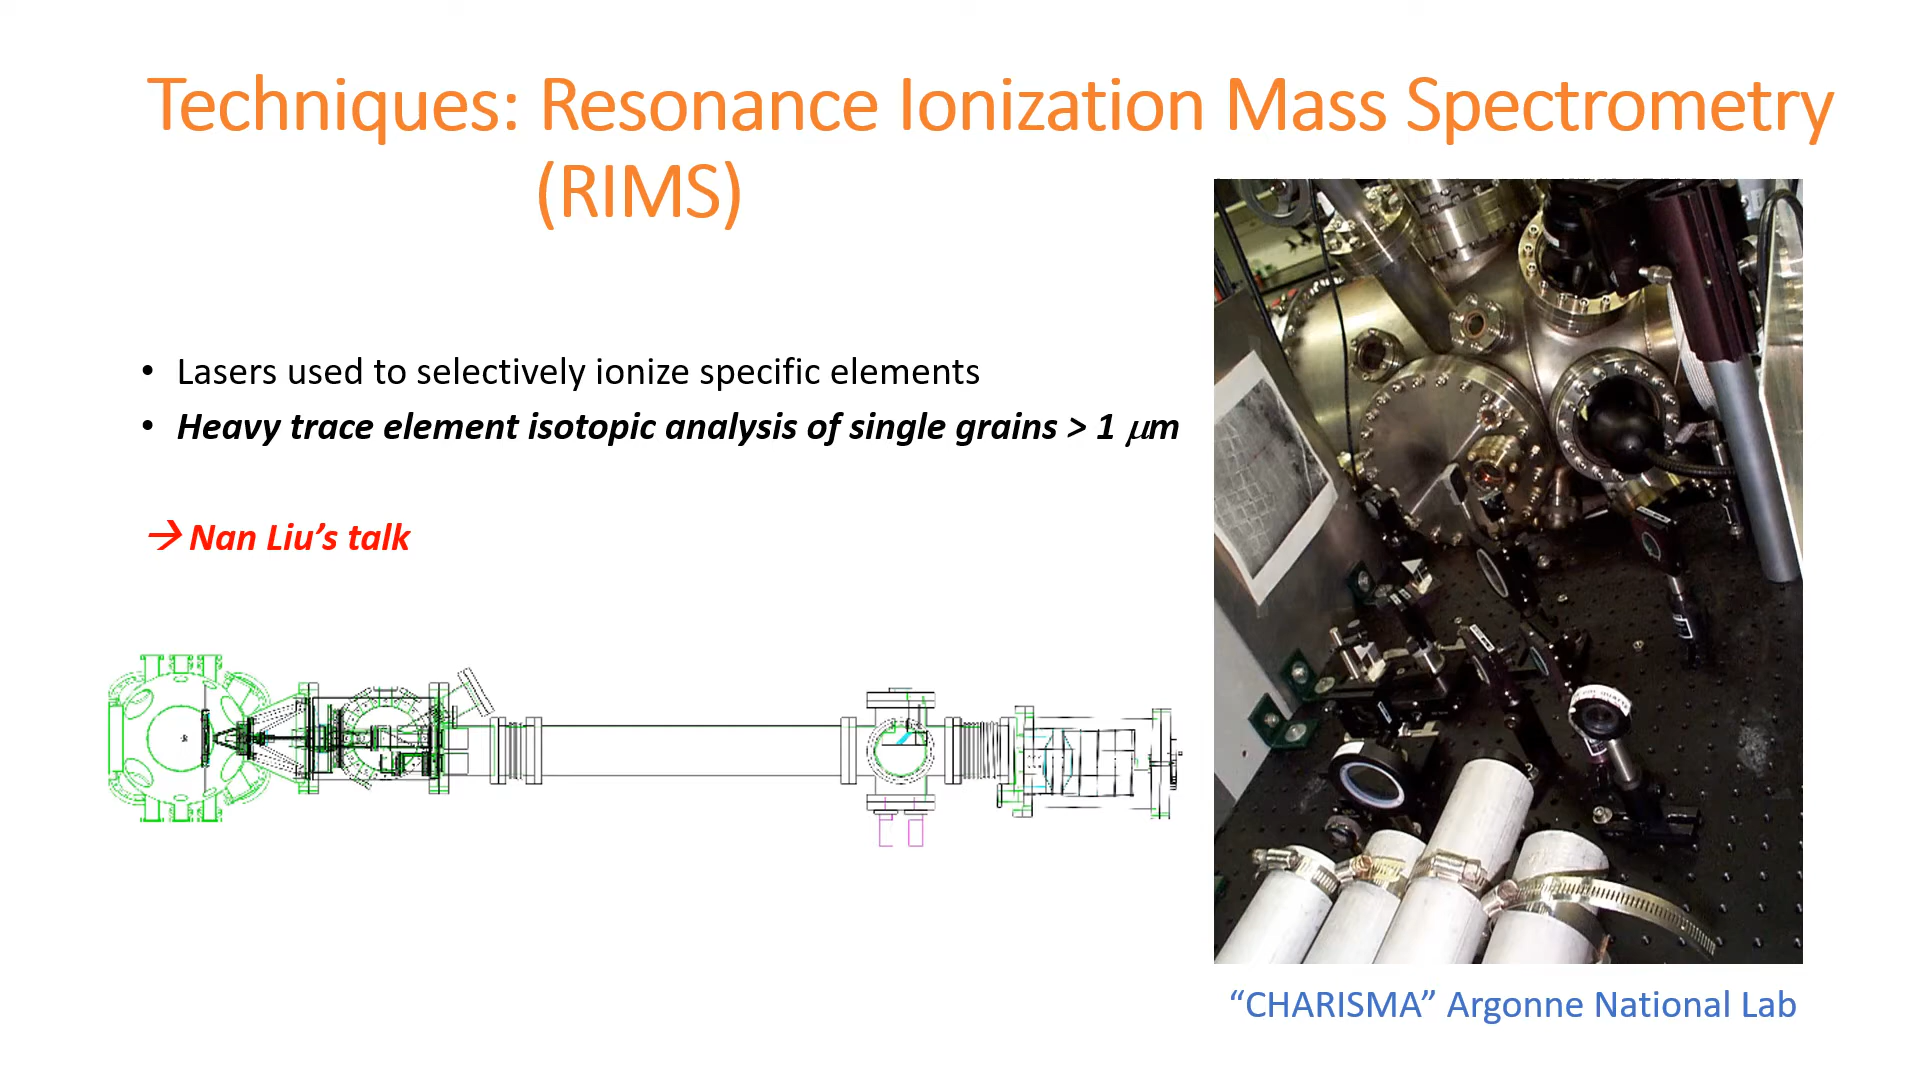 Techniques: Resonance Ionization Mass Spectrometry
(RIMS)
• Lasers used to selectively ionize specific elements
• Heavy trace element isotopic analysis of single grains > 1 μm
→ Nan Liu’s talk
“CHARISMA” Argonne National Lab